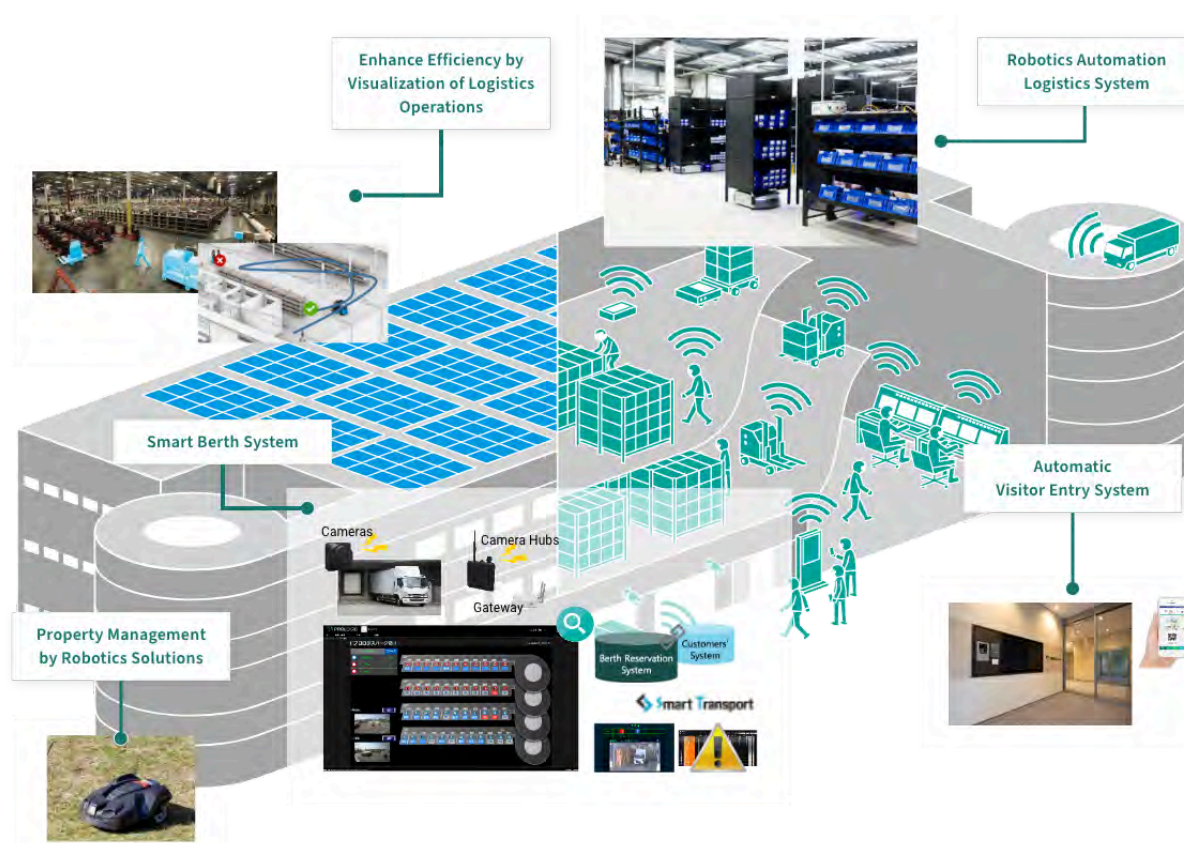 Enhance Efficiency by
Visualization of Logistics
Operations
Robotics Automation
Logistics System
Smart Berth System
Cameras
Camera Hubs
Gateway
Automatic
Visitor Entry System
Property Management
by Robotics Solutions
Berth Reservation
System
Customers'
System
Smart Transport